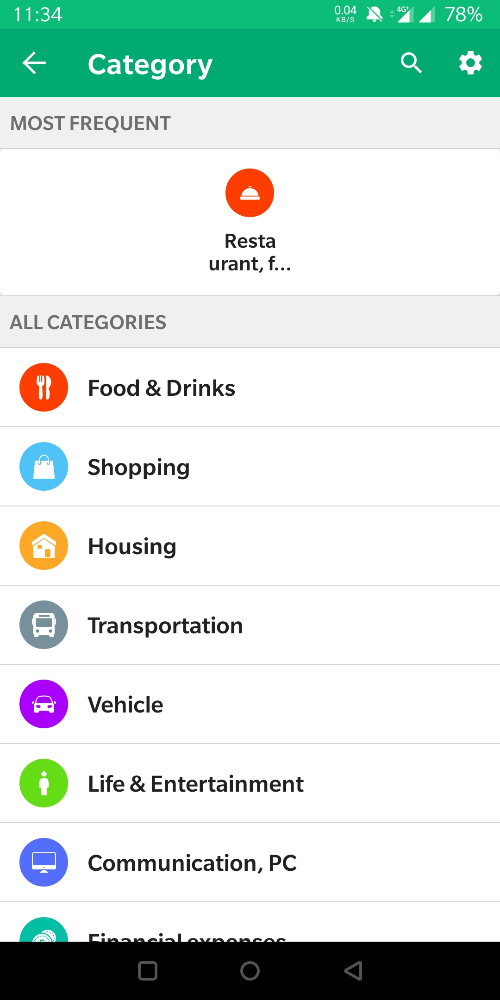 11:34
0.04
KB/S
4G+
78%
Category
MOST FREQUENT
Resta
urant, f...
ALL CATEGORIES
Food & Drinks
Shopping
Housing
Transportation
Vehicle
Life & Entertainment
Communication, PC
Financial expenses